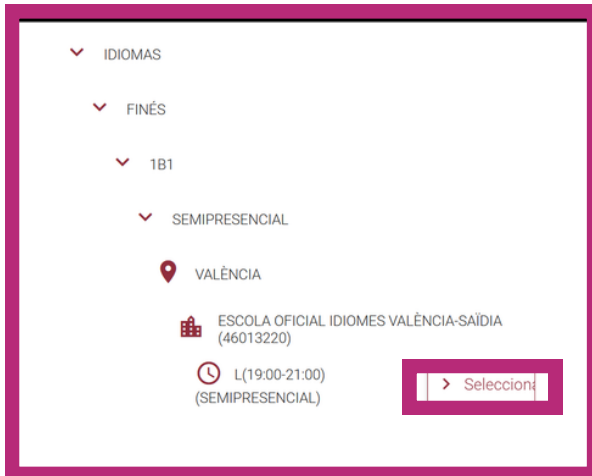 IDIOMAS
FINÉS
1B1
SEMIPRESENCIAL
VALÈNCIA
ESCOLA OFICIAL IDIOMES VALÈNCIA-SAÏDIA
(46013220)
L(19:00-21:00)
(SEMIPRESENCIAL)
Selecciona